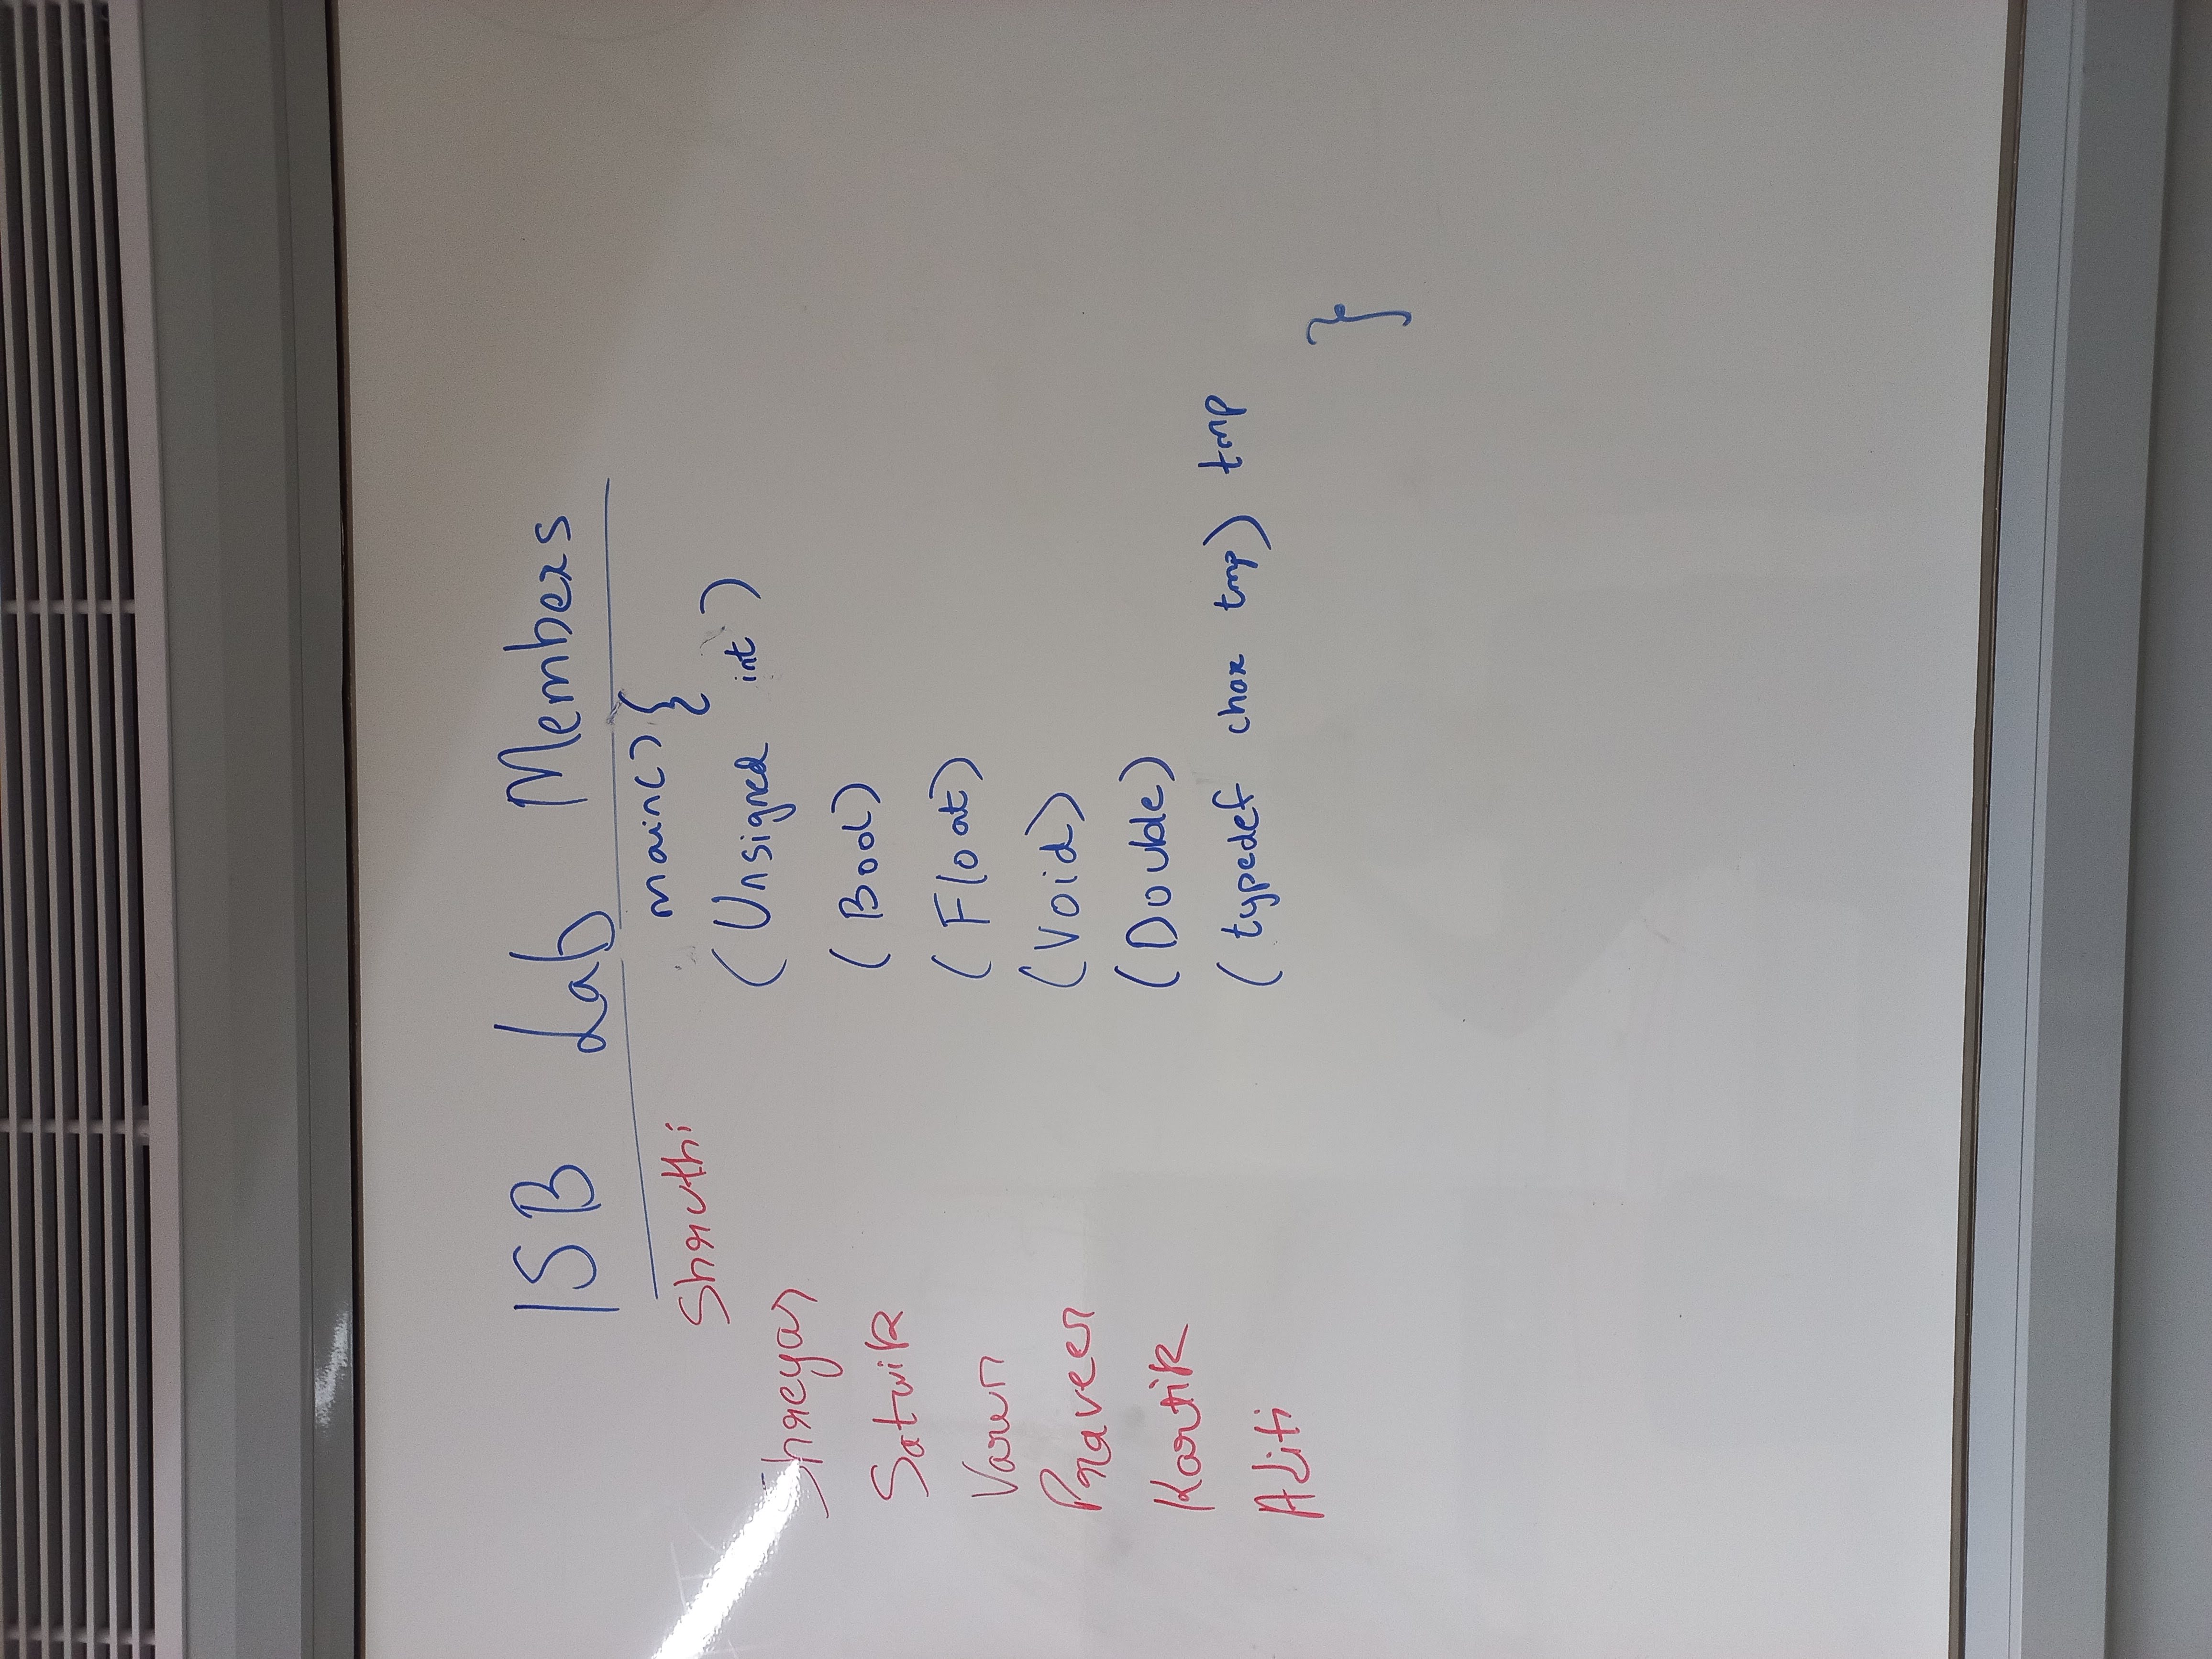 ISB Lab Members
Shruthi main() {
Shreyas (Unsigned int)
Satwik (Bool)
Varun (Float)
Praveer (Void)
Kartik (Double)
Aditi (typedef char tmp) tmp
}